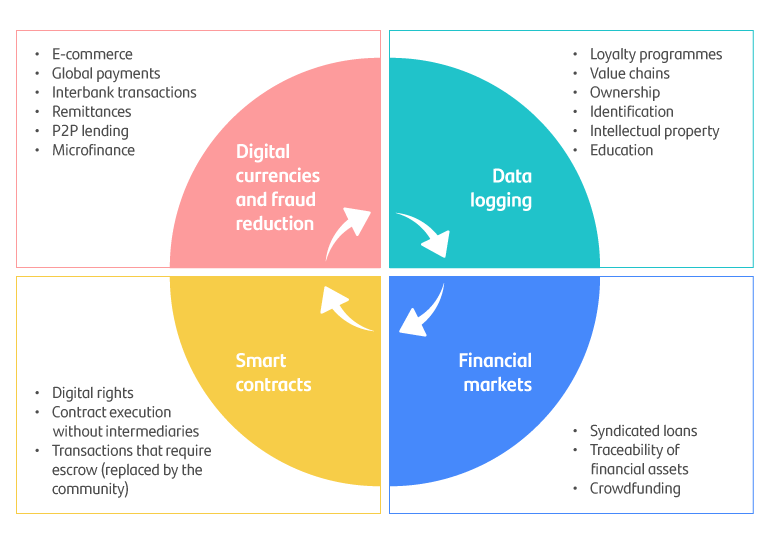 • E-commerce
• Global payments
• Interbank transactions
• Remittances
• P2P lending
• Microfinance
Digital
currencies
and fraud
reduction
• Loyalty programmes
• Value chains
• Ownership
• Identification
• Intellectual property
• Education
Data
logging
Smart
contracts
• Digital rights
• Contract execution
without intermediaries
• Transactions that require
escrow (replaced by the
community)
Financial
markets
• Syndicated loans
• Traceability of
financial assets
• Crowdfunding